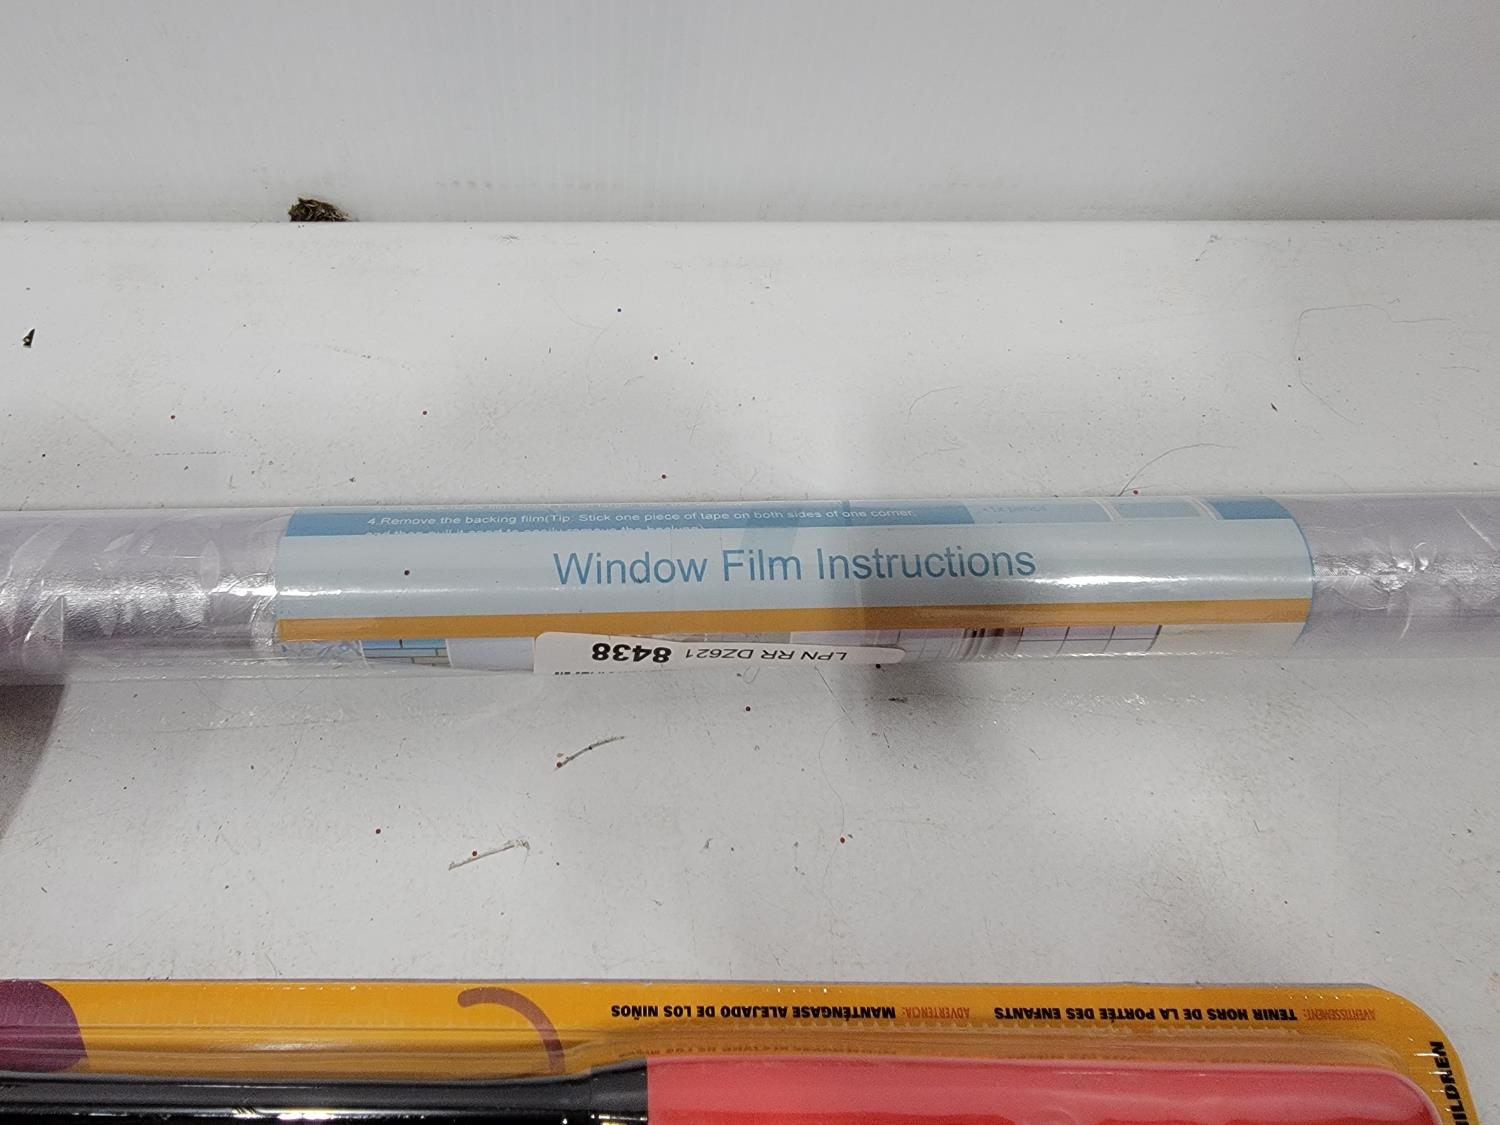 4.Remove the backing film(Tip: Stick one piece of tape on both sides of one corner,
•1x pencil
Window Film Instructions
LPN RR DZ621 8438
AVERTISSEMENT: TENIR HORS DE LA PORTÉE DES ENFANTS
ADVERTENCIA: MANTÉNGASE ALEJADO DE LOS NIÑOS